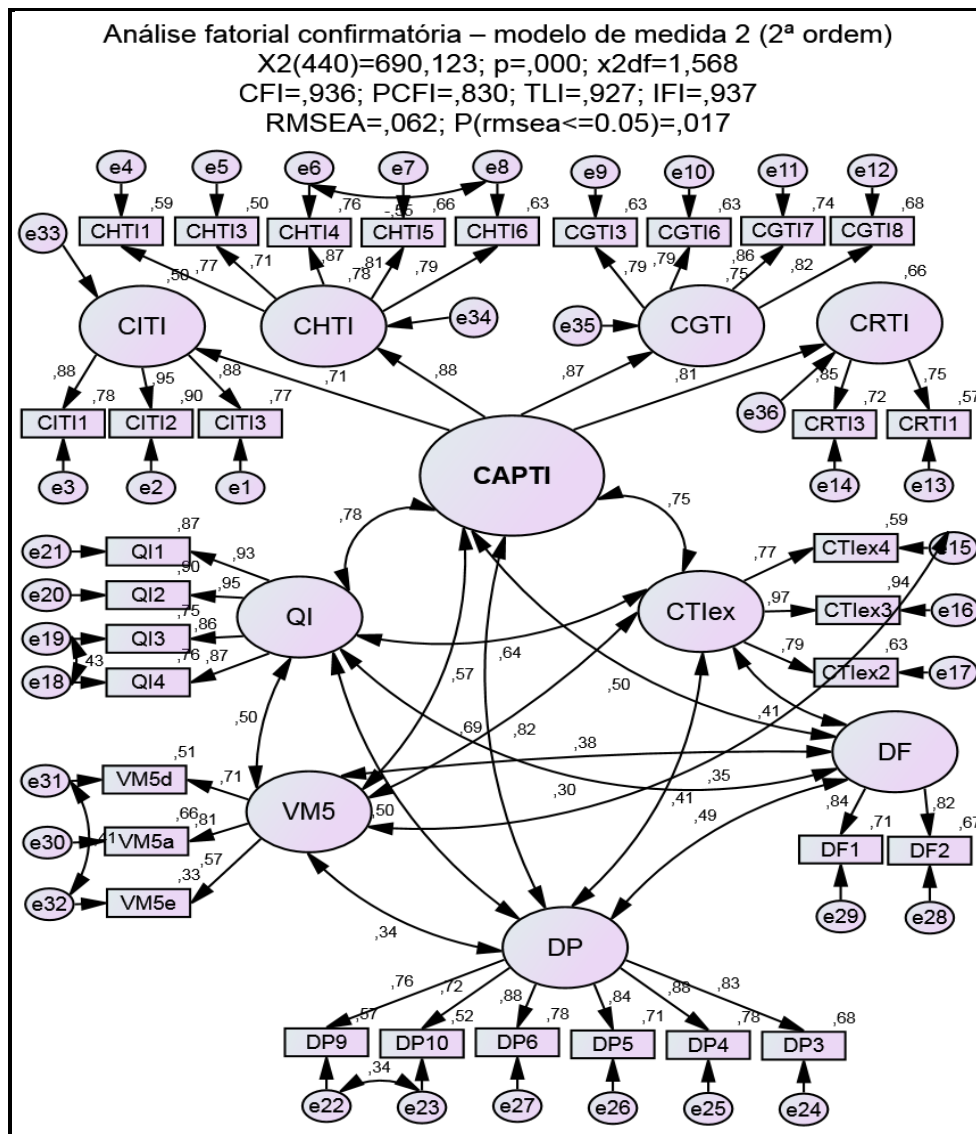 Análise fatorial confirmatória – modelo de medida 2 (2ª ordem)
X2(440)=690,123; p=,000; x2df=1,568
CFI=,936; PCFI=,830; TLI=,927; IFI=,937
RMSEA=,062; P(rmsea<=0.05)=,017
e4 e5 e6 e7 e8 e9 e10 e11 e12
,59 ,50 ,76 -,55 ,66 ,63 ,63 ,63 ,74 ,68
CHTI1 CHTI3 CHTI4 CHTI5 CHTI6 CGTI3 CGTI6 CGTI7 CGTI8
e33
,77 ,71 ,87 ,81 ,79 ,79 ,79 ,86 ,82
,50 ,78 ,75 ,66
CITI CHTI e34 e35 CGTI CRTI
,88 ,95 ,88 ,71 ,88 ,87 ,81 ,85 ,75
e36
,78 ,90 ,77 ,72 ,57
CITI1 CITI2 CITI3 CRTI3 CRTI1
CAPTI
e3 e2 e1 e14 e13
,78 ,75
,87 ,59
e21 QI1 ,93 ,77 CTIex4 e15
,90 ,94
e20 QI2 ,95 QI CTIex ,97 CTIex3 e16
,75
e19 QI3 ,86
,43 ,76 ,64 ,79 ,63
e18 QI4 ,87 CTIex2 e17
,57 ,50 ,41
,50 ,69 ,82
,38 DF
,51 ,35
e31 VM5d ,71 ,30
VM5 ,50 ,41 ,49 ,84 ,82
,66 ,81 ,71 ,67
e30 ,41 VM5a DF1 DF2
,57
,33
e32 VM5e e29 e28
,34 DP
,76 ,72 ,88 ,84 ,88 ,83
,57 ,52 ,78 ,71 ,78 ,68
DP9 DP10 DP6 DP5 DP4 DP3
,34
e22 e23 e27 e26 e25 e24